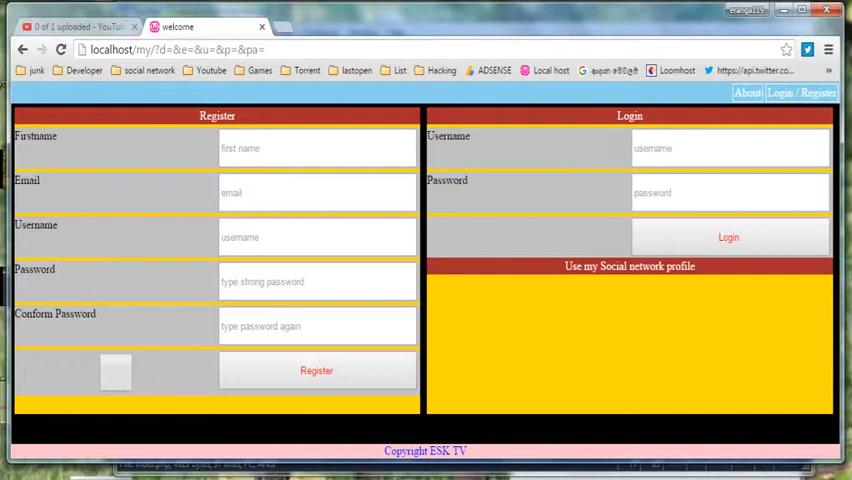 eranga119
0 of 1 uploaded - YouTub
welcome
localhost/my/?d=&e=&u=&p=&pa=
junk
Developer
social network
Youtube
Games
Torrent
lastopen
List
Hacking
ADSENSE
Local host
Loomhost
https://api.twitter.co...
»
About
Login / Register
Register
Login
Firstname
first name
Username
username
Email
email
Password
password
Username
username
Login
Password
type strong password
Use my Social network profile
Conform Password
type password again
Register
Copyright ESK TV